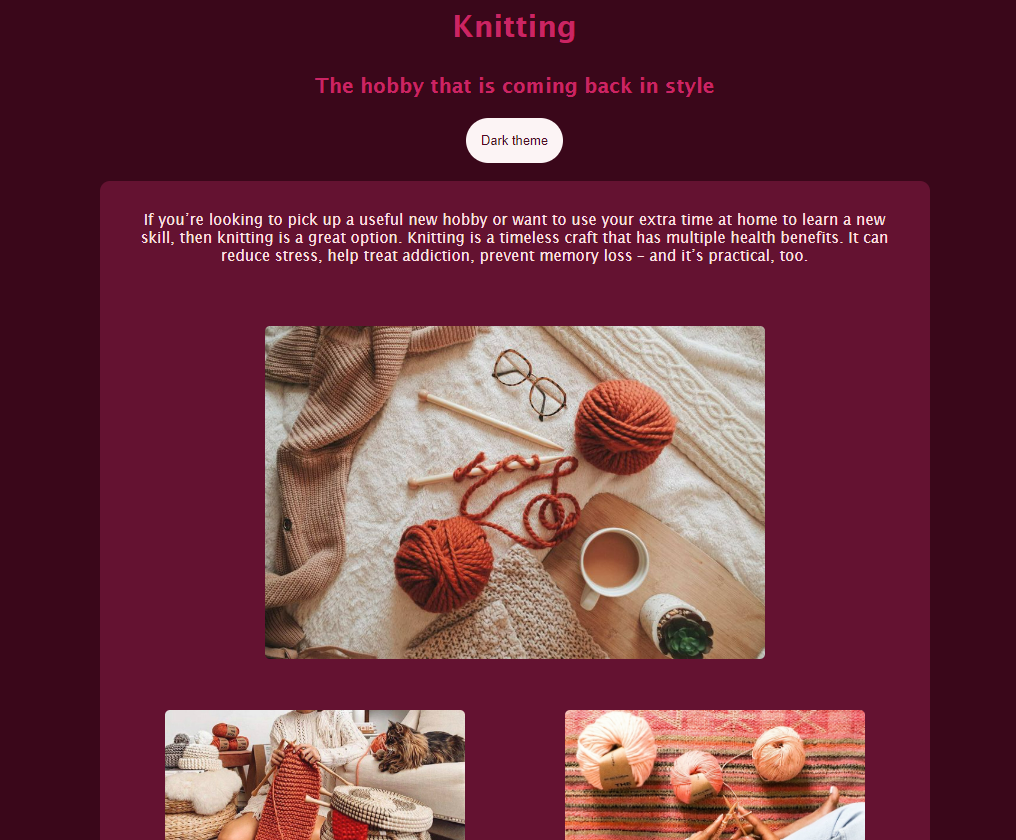 Knitting
The hobby that is coming back in style
Dark theme
If you’re looking to pick up a useful new hobby or want to use your extra time at home to learn a new
skill, then knitting is a great option. Knitting is a timeless craft that has multiple health benefits. It can
reduce stress, help treat addiction, prevent memory loss – and it’s practical, too.